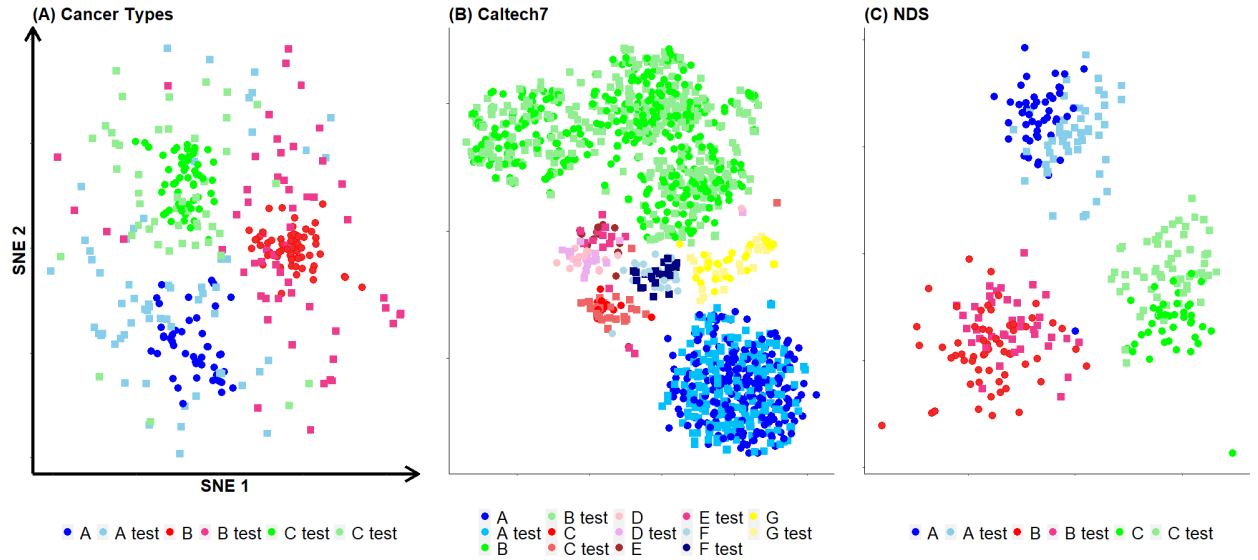 (A) Cancer Types
(B) Caltech7
(C) NDS
SNE 2
SNE 1
A A test B B test C C test
A B test D E test G
A test C D test F G test
B C test E F test
A A test B B test C C test